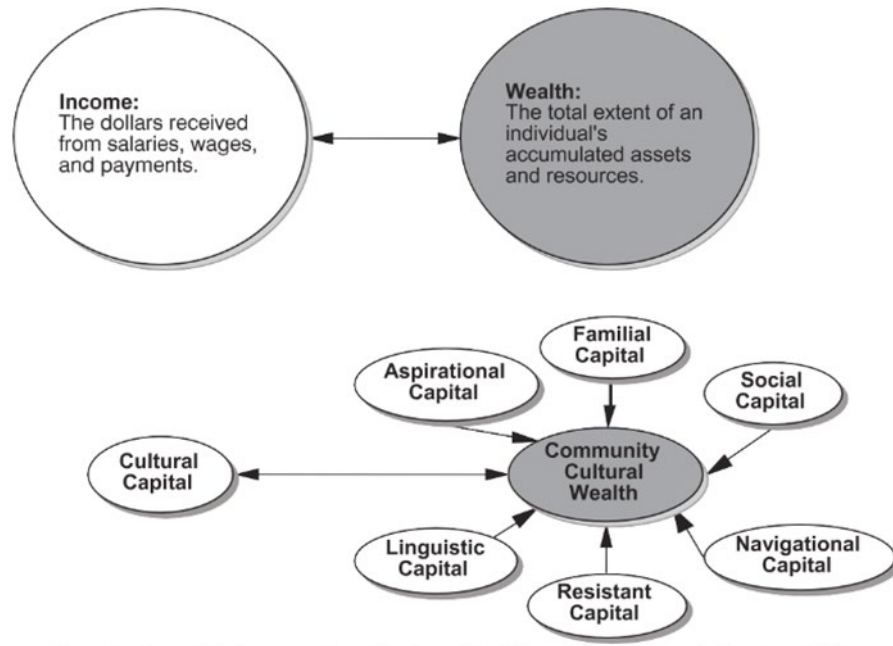 Income:
The dollars received
from salaries, wages,
and payments.
Wealth:
The total extent of an
individual's
accumulated assets
and resources.
Familial
Capital
Aspirational
Capital
Social
Capital
Community
Cultural
Wealth
Cultural
Capital
Linguistic
Capital
Resistant
Capital
Navigational
Capital